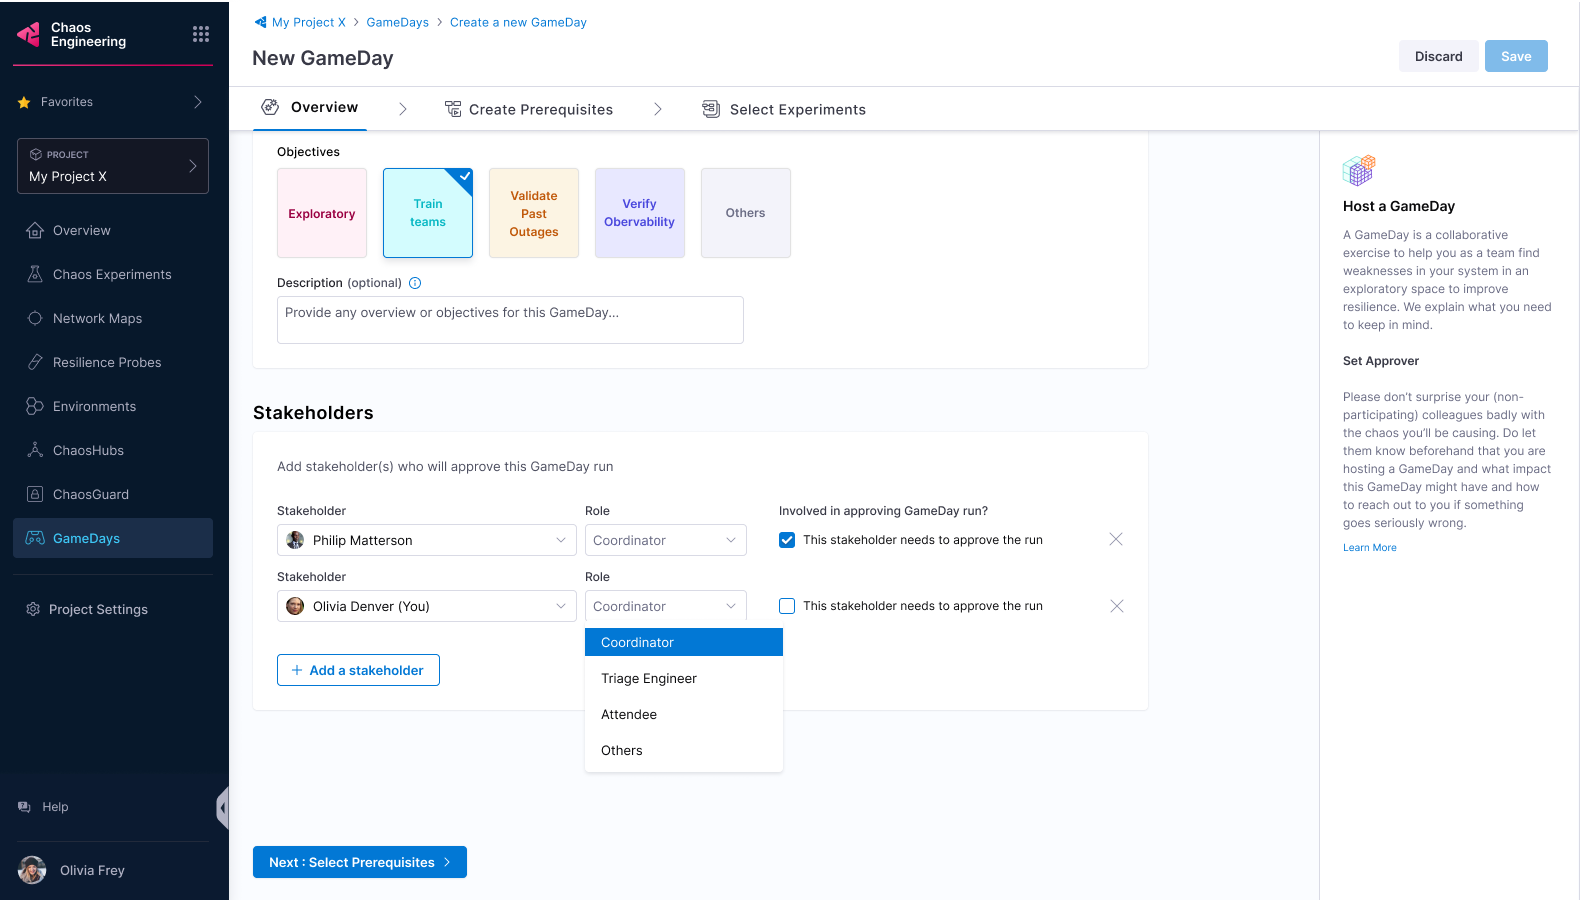 Chaos
Engineering
Favorites
PROJECT
My Project X
Overview
Chaos Experiments
Network Maps
Resilience Probes
Environments
ChaosHubs
ChaosGuard
GameDays
Project Settings
Help
Olivia Frey
My Project X > GameDays > Create a new GameDay
New GameDay
Discard
Save
Overview
Create Prerequisites
Select Experiments
Objectives
Exploratory
Train
teams
Validate
Past
Outages
Verify
Obervability
Others
Description (optional)
Provide any overview or objectives for this GameDay...
Stakeholders
Add stakeholder(s) who will approve this GameDay run
Stakeholder
Role
Involved in approving GameDay run?
Philip Matterson
Coordinator
This stakeholder needs to approve the run
Stakeholder
Role
Olivia Denver (You)
Coordinator
This stakeholder needs to approve the run
Coordinator
Triage Engineer
Attendee
Others
+ Add a stakeholder
Next : Select Prerequisites
Host a GameDay
A GameDay is a collaborative
exercise to help you as a team find
weaknesses in your system in an
exploratory space to improve
resilience. We explain what you need
to keep in mind.
Set Approver
Please don't surprise your (non-
participating) colleagues badly with
the chaos you'll be causing. Do let
them know beforehand that you are
hosting a GameDay and what impact
this GameDay might have and how
to reach out to you if something
goes seriously wrong.
Learn More